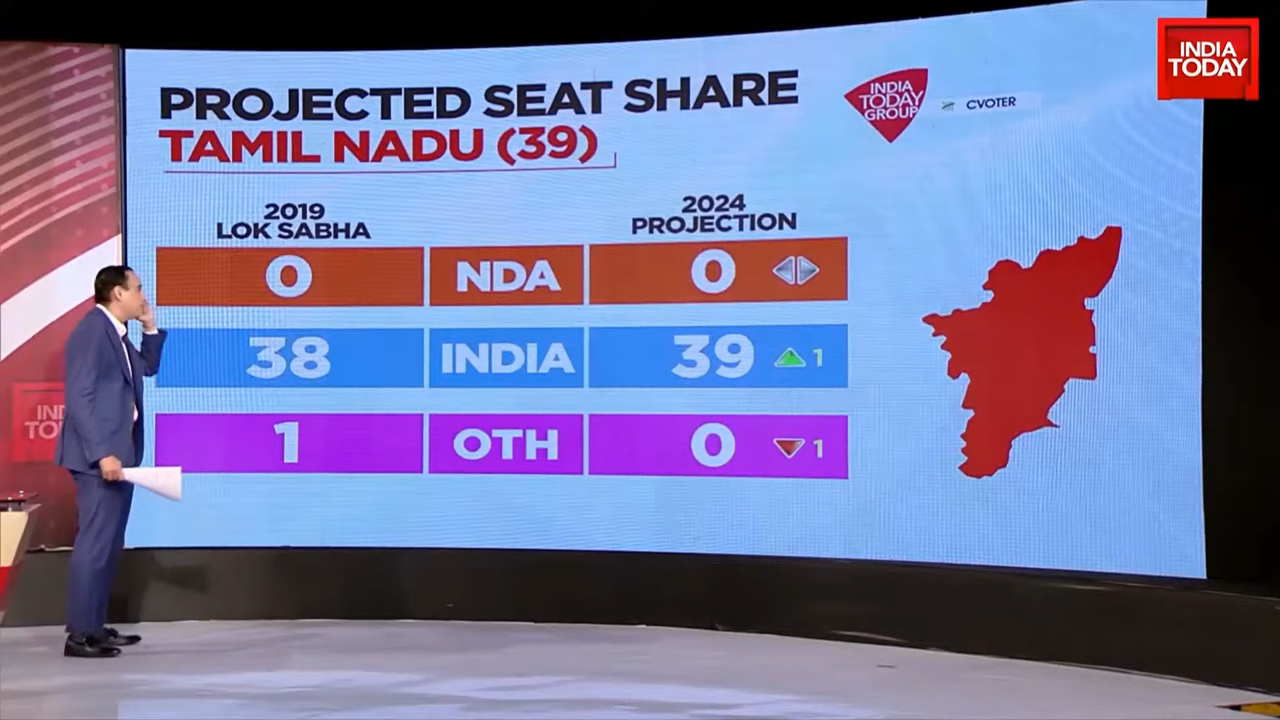 INDIA
TODAY
PROJECTED SEAT SHARE
TAMIL NADU (39)
INDIA
TODAY
GROUP
CVOTER
2019
LOK SABHA
2024
PROJECTION
0 NDA 0
38 INDIA 39 1
1 OTH 0 1